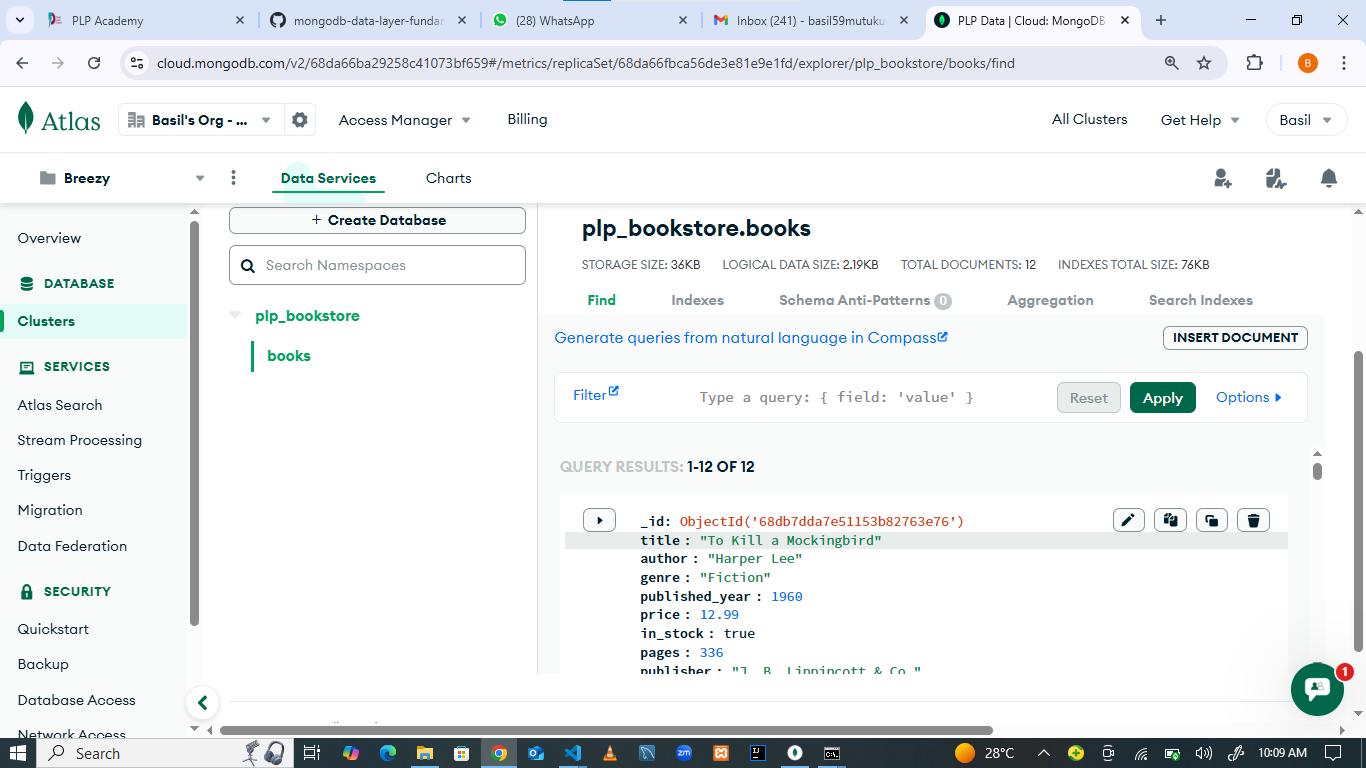 PLP Academy
mongodb-data-layer-fundar
(28) WhatsApp
Inbox (241) - basil59mutuku
PLP Data | Cloud: MongoDB
cloud.mongodb.com/v2/68da66ba29258c41073bf659#/metrics/replicaSet/68da66fbca56de3e81e9e1fd/explorer/plp_bookstore/books/find
B
Atlas
Basil's Org - ...
Access Manager
Billing
All Clusters
Get Help
Basil
Breezy
Data Services
Charts
Overview
DATABASE
Clusters
SERVICES
Atlas Search
Stream Processing
Triggers
Migration
Data Federation
SECURITY
Quickstart
Backup
Database Access
Network Access
+ Create Database
Search Namespaces
plp_bookstore
books
plp_bookstore.books
STORAGE SIZE: 36KB LOGICAL DATA SIZE: 2.19KB TOTAL DOCUMENTS: 12 INDEXES TOTAL SIZE: 76KB
Find Indexes Schema Anti-Patterns 0 Aggregation Search Indexes
Generate queries from natural language in Compass
INSERT DOCUMENT
Filter
Type a query: { field: 'value' }
Reset
Apply
Options
QUERY RESULTS: 1-12 OF 12
_id: ObjectId('68db7dda7e51153b82763e76')
title : "To Kill a Mockingbird"
author : "Harper Lee"
genre : "Fiction"
published_year : 1960
price : 12.99
in_stock : true
pages : 336
publisher : "J. B. Lippincott & Co."
1
Search
28°C
10:09 AM